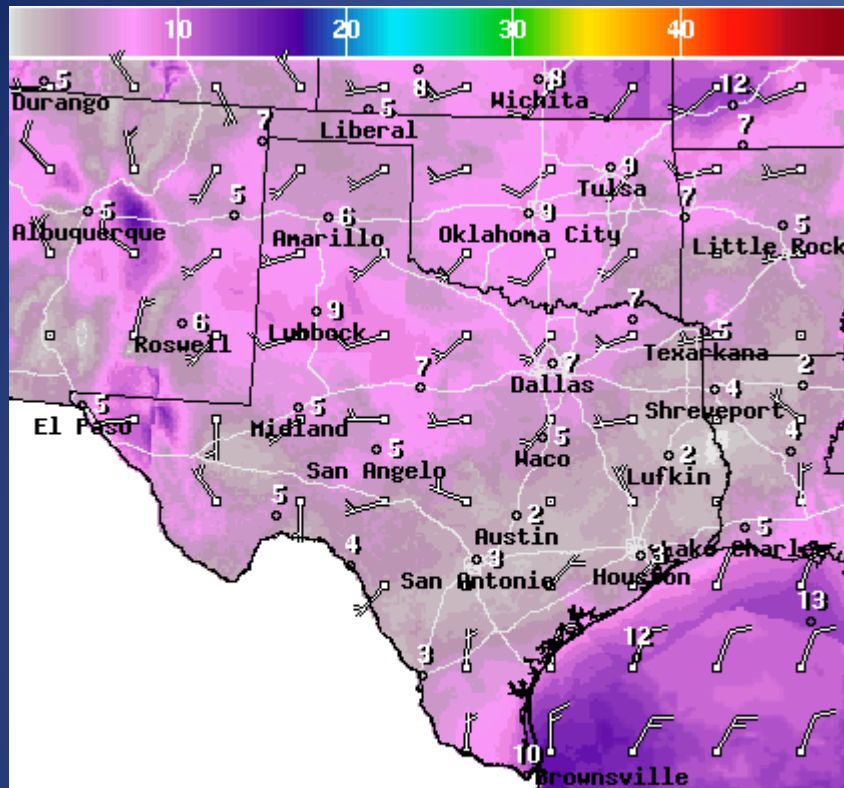 10 20 30 40
5 8 8 12
Durango Wichita
5
Liberal
7 7
9
Tulsa
5 5 6 9 7 5
Albuquerque Amarillo Oklahoma City Little Rock
6 9 7 5
Roswell Lubbock Texarkana
7 7 2
Dallas
5 5 4
El Paso Midland Shreveport
5 5 2 4
San Angelo Waco Lufkin
5 2 5
Austin Lake Charles
4 3 3
San Antonio Houston
13
12
3
10
Brownsville